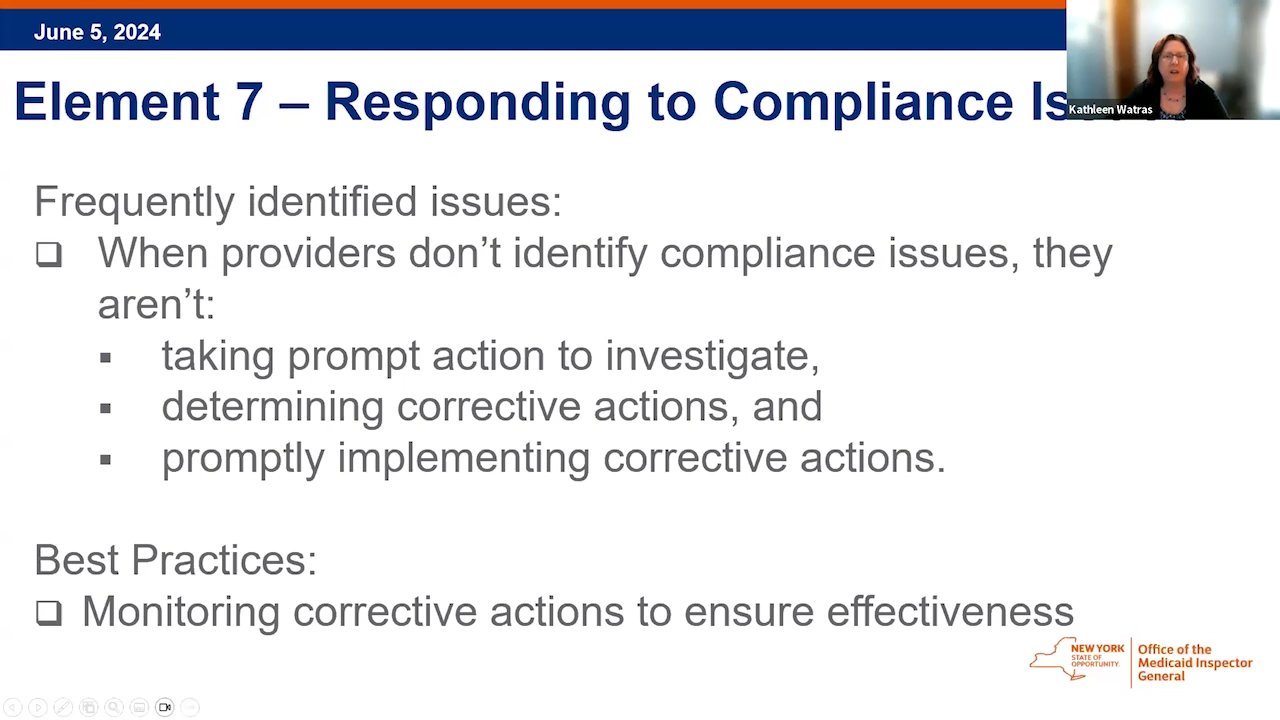 June 5, 2024
Element 7 – Responding to Compliance
Kathleen Watras
Frequently identified issues:
❑ When providers don’t identify compliance issues, they
aren’t:
▪ taking prompt action to investigate,
▪ determining corrective actions, and
▪ promptly implementing corrective actions.
Best Practices:
❑ Monitoring corrective actions to ensure effectiveness
NEW YORK
STATE OF
OPPORTUNITY.
Office of the
Medicaid Inspector
General